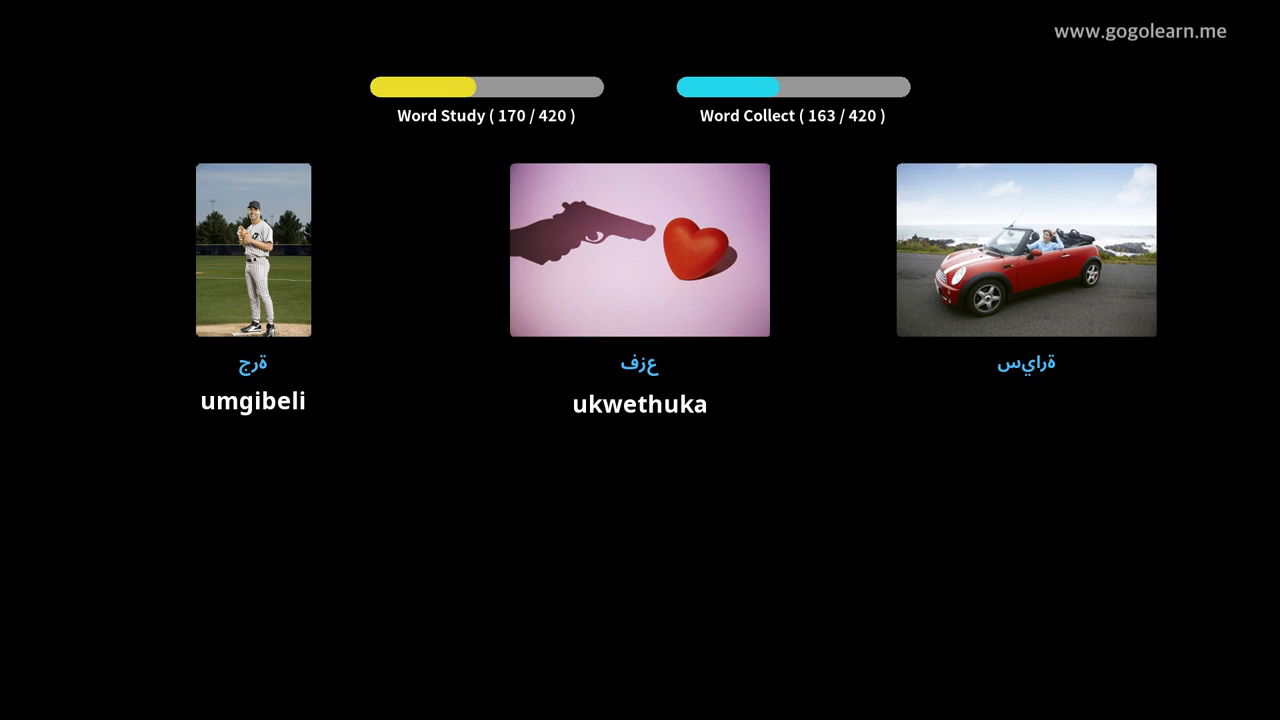 www.gogolearn.me
Word Study ( 170 / 420 )
Word Collect ( 163 / 420 )
ةرج
عزف
ةرايس
umgibeli
ukwethuka